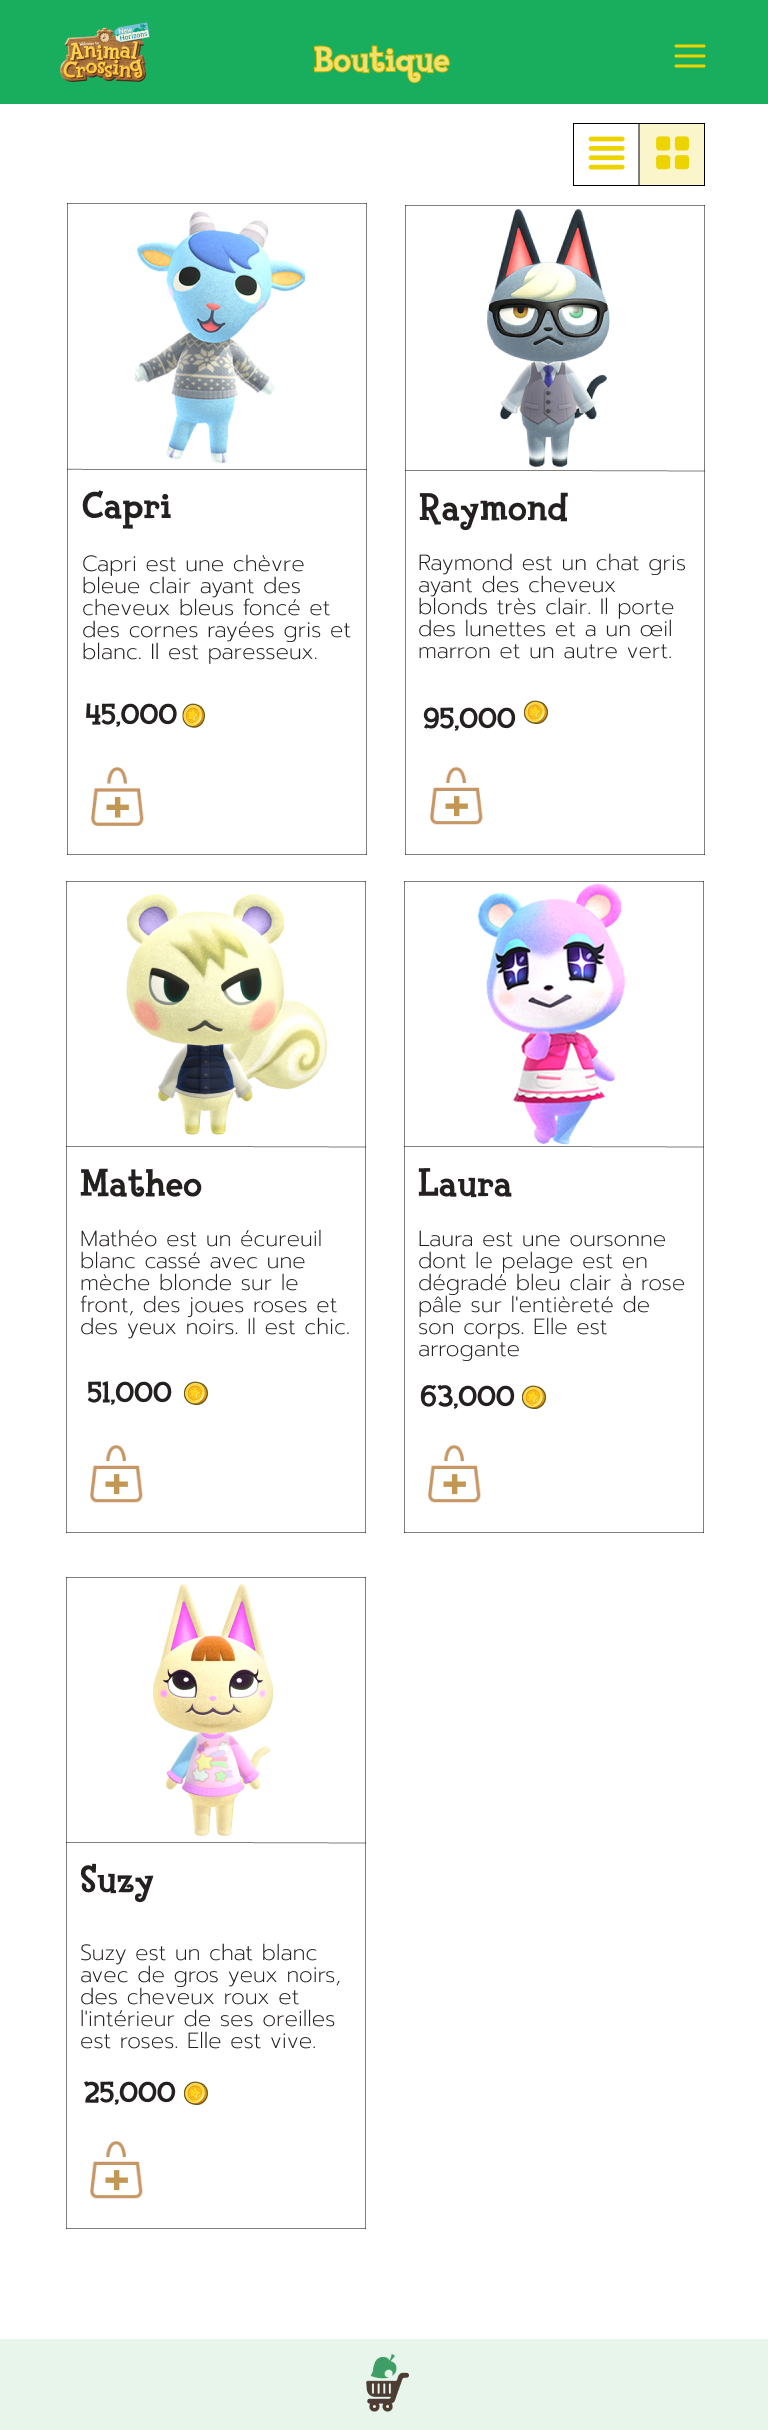 Welcome to
New Horizons
Animal
Crossing
Boutique
Capri
Capri est une chèvre
bleue clair ayant des
cheveux bleus foncé et
des cornes rayées gris et
blanc. Il est paresseux.
45,000
Raymond
Raymond est un chat gris
ayant des cheveux
blonds très clair. Il porte
des lunettes et a un œil
marron et un autre vert.
95,000
Matheo
Mathéo est un écureuil
blanc cassé avec une
mèche blonde sur le
front, des joues roses et
des yeux noirs. Il est chic.
51,000
Laura
Laura est une oursonne
dont le pelage est en
dégradé bleu clair à rose
pâle sur l'entièreté de
son corps. Elle est
arrogante
63,000
Suzy
Suzy est un chat blanc
avec de gros yeux noirs,
des cheveux roux et
l'intérieur de ses oreilles
est roses. Elle est vive.
25,000